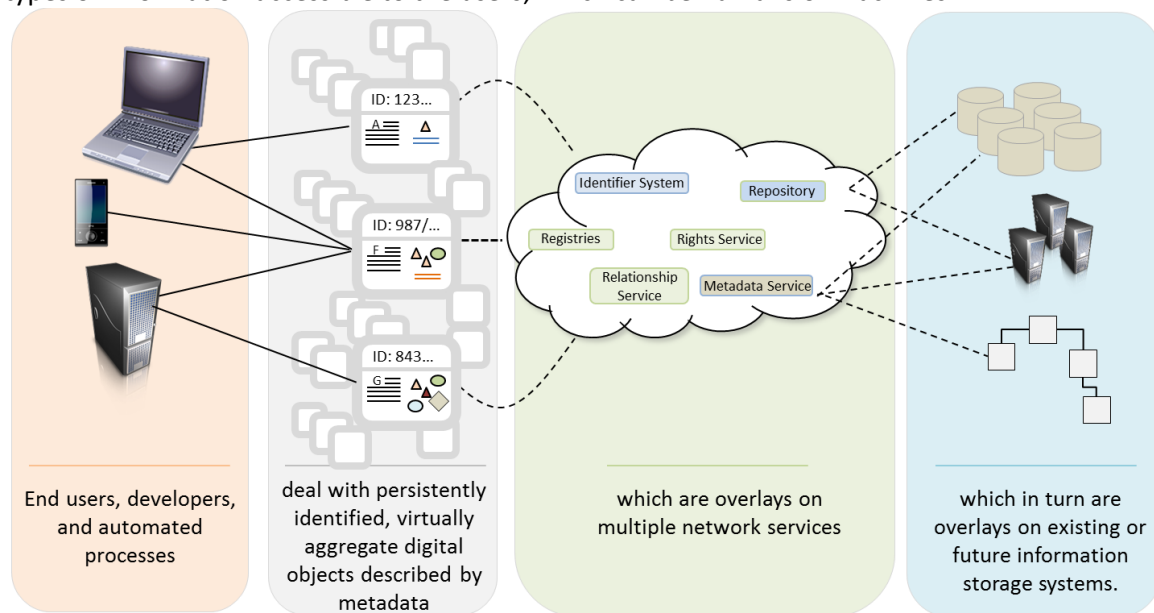 ID: 123...
A
ID: 987/...
F
ID: 843...
G
Identifier System
Repository
Registries
Rights Service
Relationship
Service
Metadata Service
End users, developers,
and automated
processes
deal with persistently
identified, virtually
aggregate digital
objects described by
metadata
which are overlays on
multiple network services
which in turn are
overlays on existing or
future information
storage systems.